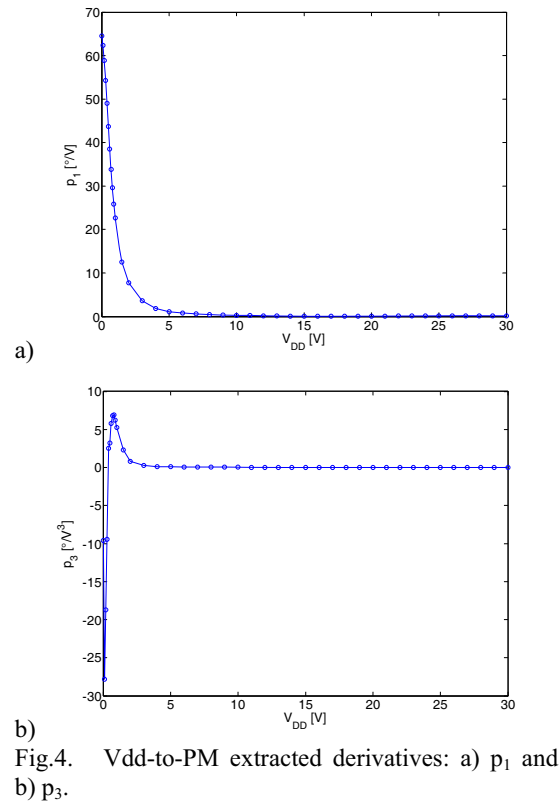 70
60
50
40
30
20
10
0
p₁ [°/V]
0 5 10 15 20 25 30
V_DD [V]
a)
10
5
0
-5
-10
-15
-20
-25
-30
p₃ [°/V³]
0 5 10 15 20 25 30
V_DD [V]
b)
Fig.4. Vdd-to-PM extracted derivatives: a) p₁ and
b) p₃.